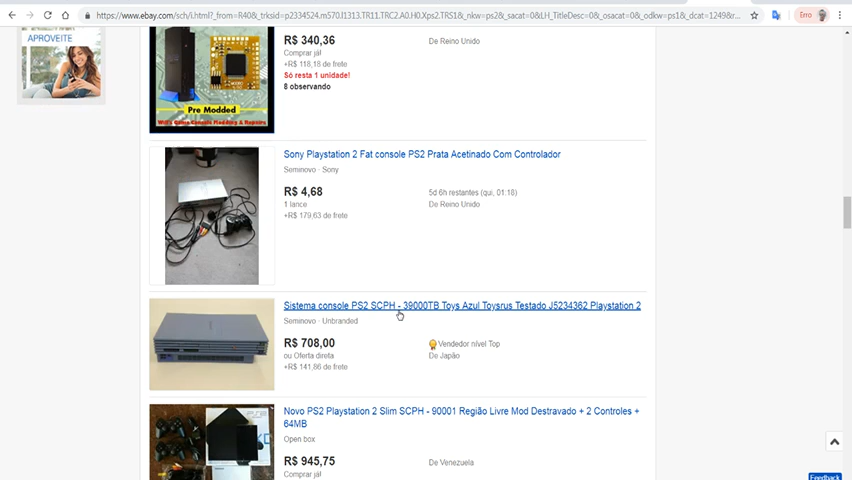 https://www.ebay.com/sch/i.html?_from=R40&_trksid=p2334524.m570.l1313.TR11.TRC2.A0.H0.Xps2.TRS1&_nkw=ps2&_sacat=0&LH_TitleDesc=0&_osacat=0&_odkw=ps1&_dcat=1249&r...
Erro
APROVEITE
R$ 340,36
De Reino Unido
Comprar já!
+R$ 118,18 de frete
Só resta 1 unidade!
8 observando
Pre Modded
Sony Playstation 2 Fat console PS2 Prata Acetinado Com Controlador
Seminovo · Sony
R$ 4,68
5d 6h restantes (qui, 01:18)
1 lance
De Reino Unido
+R$ 179,63 de frete
Sistema console PS2 SCPH - 39000TB Toys Azul Toysrus Testado J5234362 Playstation 2
Seminovo · Unbranded
R$ 708,00
Vendedor nível Top
ou Oferta direta
De Japão
+R$ 141,86 de frete
Novo PS2 Playstation 2 Slim SCPH - 90001 Região Livre Mod Destravado + 2 Controles +
64MB
Open box
R$ 945,75
De Venezuela
Comprar já!
Feedback